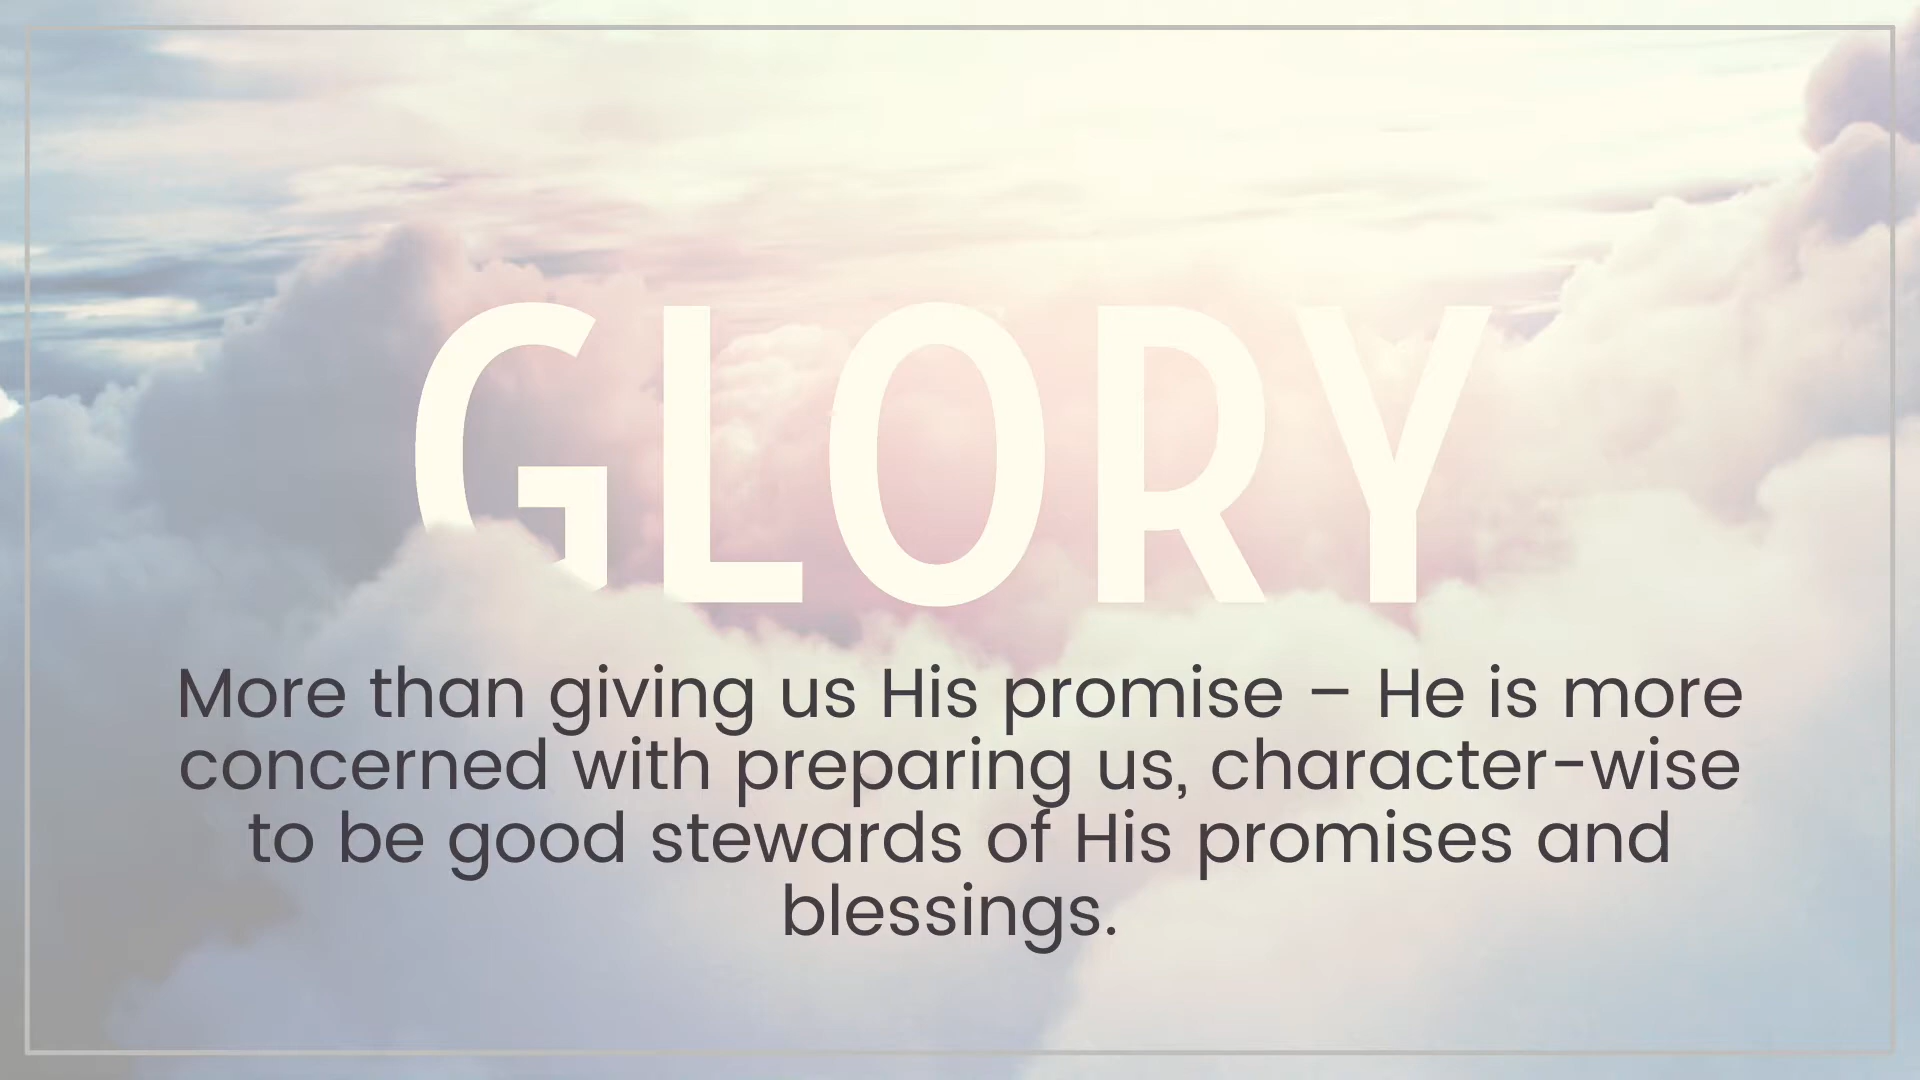 GLORY
More than giving us His promise – He is more
concerned with preparing us, character-wise
to be good stewards of His promises and
blessings.